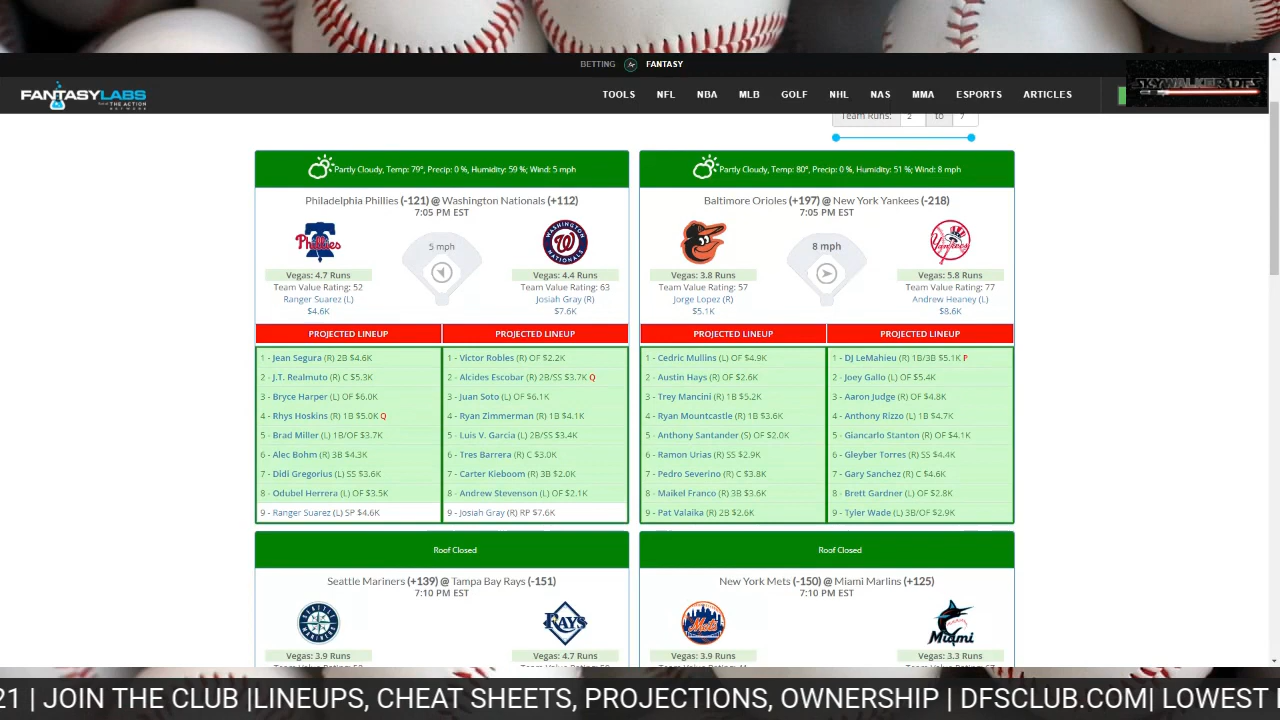 BETTING FANTASY
FANTASYLABS
THE ACTION
NETWORK
TOOLS NFL NBA MLB GOLF NHL NAS MMA ESPORTS ARTICLES
SKYWALKER DFS
Team Runs: 2 to 7
Partly Cloudy, Temp: 79°, Precip: 0 %, Humidity: 59 %; Wind: 5 mph
Philadelphia Phillies (-121) @ Washington Nationals (+112)
7:05 PM EST
Phillies
5 mph
W
WASHINGTON
NATIONALS
Vegas: 4.7 Runs
Vegas: 4.4 Runs
Team Value Rating: 52
Team Value Rating: 63
Ranger Suarez (L)
Josiah Gray (R)
$4.6K
$7.6K
PROJECTED LINEUP
PROJECTED LINEUP
1 - Jean Segura (R) 2B $4.6K
2 - J.T. Realmuto (R) C $5.3K
3 - Bryce Harper (L) OF $6.0K
4 - Rhys Hoskins (R) 1B $5.0K Q
5 - Brad Miller (L) 1B/OF $3.7K
6 - Alec Bohm (R) 3B $4.3K
7 - Didi Gregorius (L) SS $3.6K
8 - Odubel Herrera (L) OF $3.5K
9 - Ranger Suarez (L) SP $4.6K
1 - Victor Robles (R) OF $2.2K
2 - Alcides Escobar (R) 2B/SS $3.7K Q
3 - Juan Soto (L) OF $6.1K
4 - Ryan Zimmerman (R) 1B $4.1K
5 - Luis V. Garcia (L) 2B/SS $3.4K
6 - Tres Barrera (R) C $3.0K
7 - Carter Kieboom (R) 3B $2.0K
8 - Andrew Stevenson (L) OF $2.1K
9 - Josiah Gray (R) RP $7.6K
Partly Cloudy, Temp: 80°, Precip: 0 %, Humidity: 51 %; Wind: 8 mph
Baltimore Orioles (+197) @ New York Yankees (-218)
7:05 PM EST
8 mph
Yankees
Vegas: 3.8 Runs
Vegas: 5.8 Runs
Team Value Rating: 57
Team Value Rating: 77
Jorge Lopez (R)
Andrew Heaney (L)
$5.1K
$8.6K
PROJECTED LINEUP
PROJECTED LINEUP
1 - Cedric Mullins (L) OF $4.9K
2 - Austin Hays (R) OF $2.6K
3 - Trey Mancini (R) 1B $5.2K
4 - Ryan Mountcastle (R) 1B $3.6K
5 - Anthony Santander (S) OF $2.0K
6 - Ramon Urias (R) SS $2.9K
7 - Pedro Severino (R) C $3.8K
8 - Maikel Franco (R) 3B $3.6K
9 - Pat Valaika (R) 2B $2.6K
1 - DJ LeMahieu (R) 1B/3B $5.1K P
2 - Joey Gallo (L) OF $5.4K
3 - Aaron Judge (R) OF $4.8K
4 - Anthony Rizzo (L) 1B $4.7K
5 - Giancarlo Stanton (R) OF $4.1K
6 - Gleyber Torres (R) SS $4.4K
7 - Gary Sanchez (R) C $4.6K
8 - Brett Gardner (L) OF $2.8K
9 - Tyler Wade (L) 3B/OF $2.9K
Roof Closed
Seattle Mariners (+139) @ Tampa Bay Rays (-151)
7:10 PM EST
RAYS
Vegas: 3.9 Runs
Vegas: 4.7 Runs
Roof Closed
New York Mets (-150) @ Miami Marlins (+125)
7:10 PM EST
Mets
Miami
Vegas: 3.9 Runs
Vegas: 3.3 Runs
21 | JOIN THE CLUB |LINEUPS, CHEAT SHEETS, PROJECTIONS, OWNERSHIP | DFSCLUB.COM| LOWEST